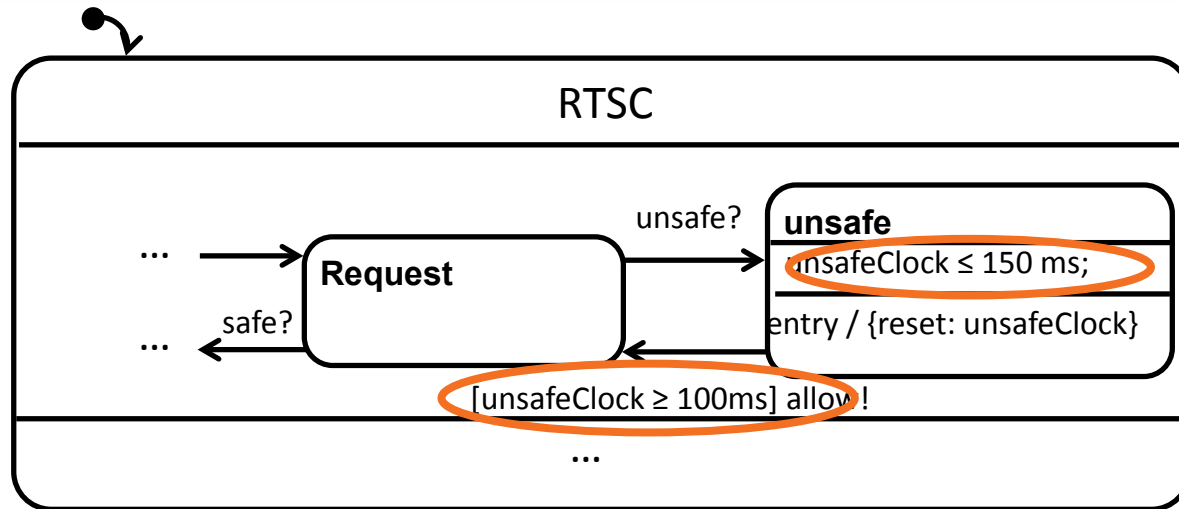 RTSC
unsafe?
unsafe
...
Request
unsafeClock ≤ 150 ms;
safe?
entry / {reset: unsafeClock}
...
[unsafeClock ≥ 100ms] allow!
...